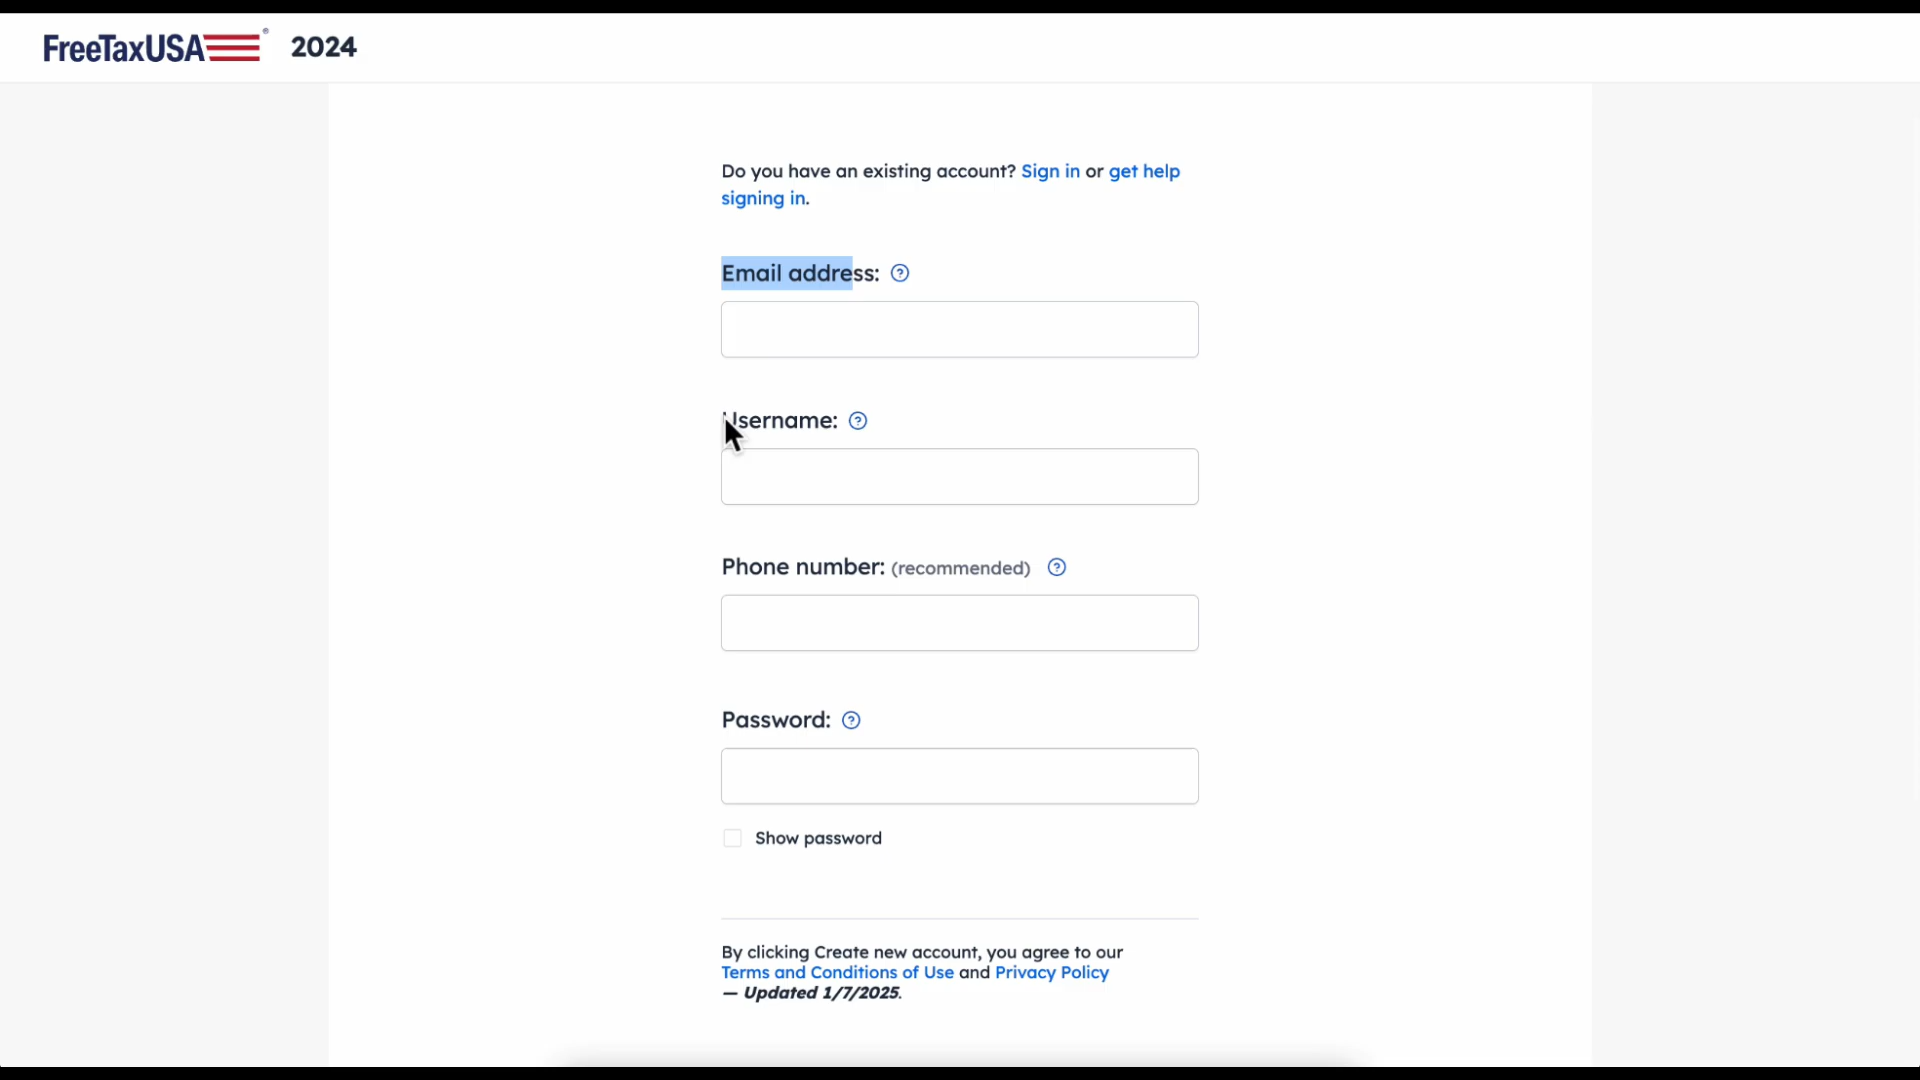 FreeTaxUSA® 2024
Do you have an existing account? Sign in or get help
signing in.
Email address:
Username:
Phone number: (recommended)
Password:
Show password
By clicking Create new account, you agree to our
Terms and Conditions of Use and Privacy Policy
— Updated 1/7/2025.